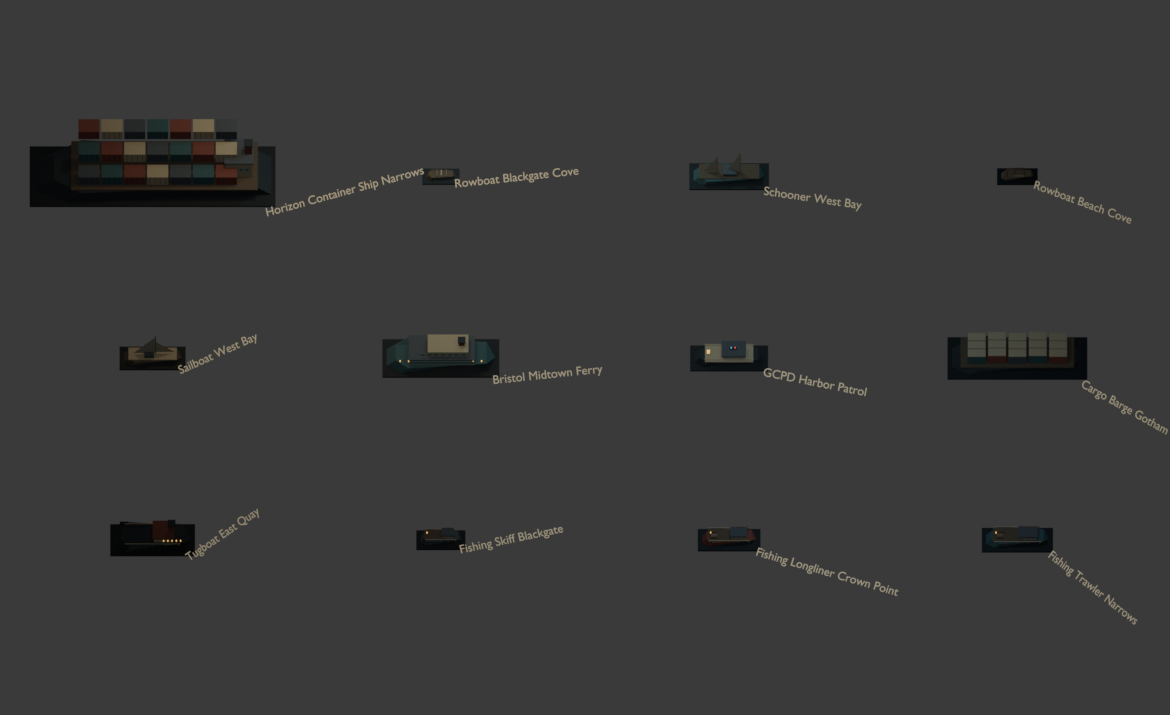 Horizon Container Ship Narrows
Rowboat Blackgate Cove
Schooner West Bay
Rowboat Beach Cove
Sailboat West Bay
Bristol Midtown Ferry
GCPD Harbor Patrol
Cargo Barge Gotham
Tugboat East Quay
Fishing Skiff Blackgate
Fishing Longliner Crown Point
Fishing Trawler Narrows